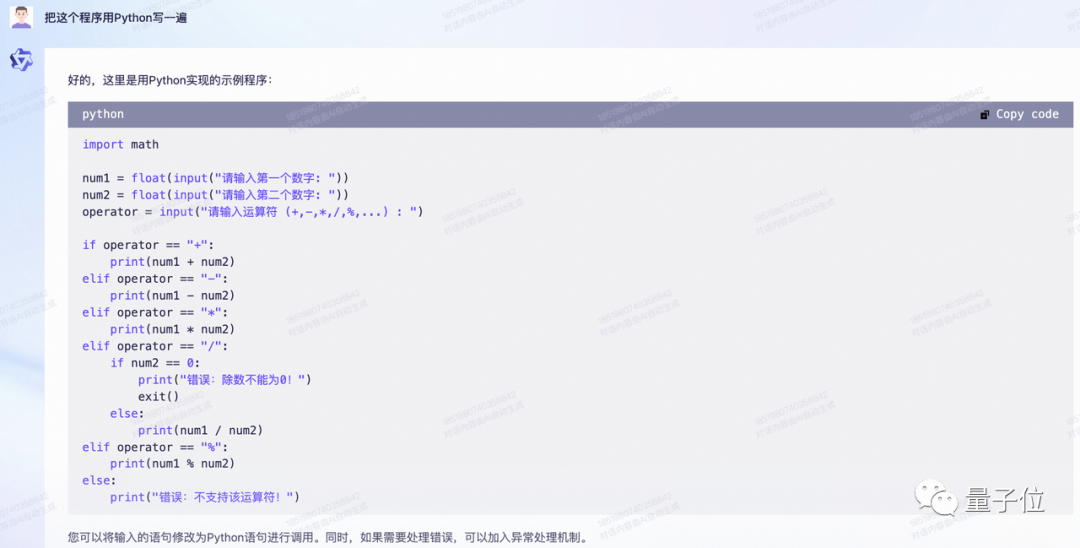 把这个程序用Python写一遍
好的，这里是用Python实现的示例程序：
python
Copy code
import math
num1 = float(input("请输入第一个数字: "))
num2 = float(input("请输入第二个数字: "))
operator = input("请输入运算符 (+,-,*,/,%,...) : ")
if operator == "+":
    print(num1 + num2)
elif operator == "-":
    print(num1 - num2)
elif operator == "*":
    print(num1 * num2)
elif operator == "/":
    if num2 == 0:
        print("错误: 除数不能为0! ")
        exit()
    else:
        print(num1 / num2)
elif operator == "%":
    print(num1 % num2)
else:
    print("错误: 不支持该运算符! ")
量子位
您可以将输入的语句修改为Python语句进行调用。同时，如果需要处理错误，可以加入异常处理机制。